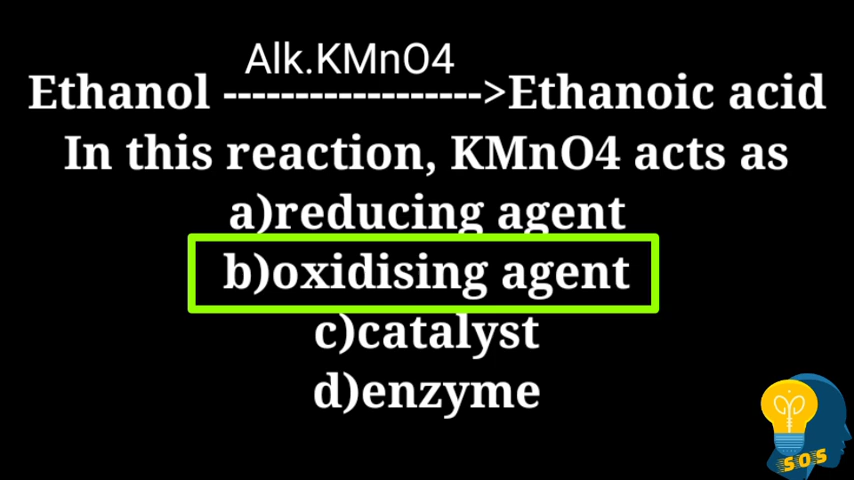 Alk.KMnO4
Ethanol ------------------>Ethanoic acid
In this reaction, KMnO4 acts as
a)reducing agent
b)oxidising agent
c)catalyst
d)enzyme
SOS